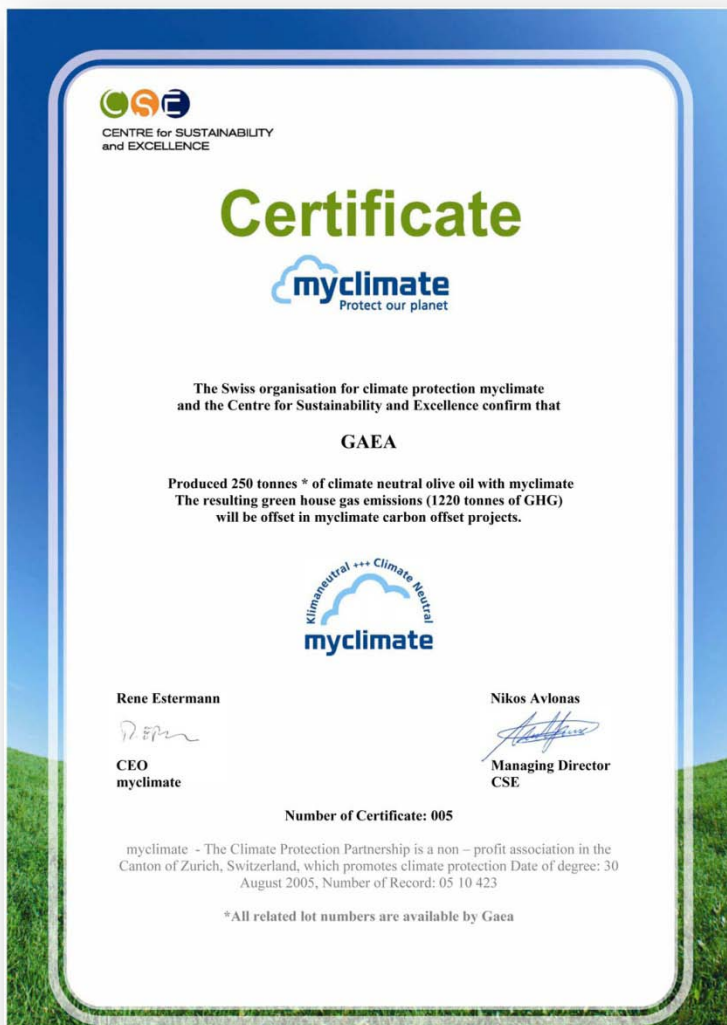 CSE
CENTRE for SUSTAINABILITY
and EXCELLENCE
Certificate
myclimate
Protect our planet
The Swiss organisation for climate protection myclimate
and the Centre for Sustainability and Excellence confirm that
GAEA
Produced 250 tonnes * of climate neutral olive oil with myclimate
The resulting green house gas emissions (1220 tonnes of GHG)
will be offset in myclimate carbon offset projects.
Klimaneutral +++ Climate Neutral
myclimate
Rene Estermann
Nikos Avlonas
CEO
myclimate
Managing Director
CSE
Number of Certificate: 005
myclimate - The Climate Protection Partnership is a non – profit association in the
Canton of Zurich, Switzerland, which promotes climate protection Date of degree: 30
August 2005, Number of Record: 05 10 423
*All related lot numbers are available by Gaea